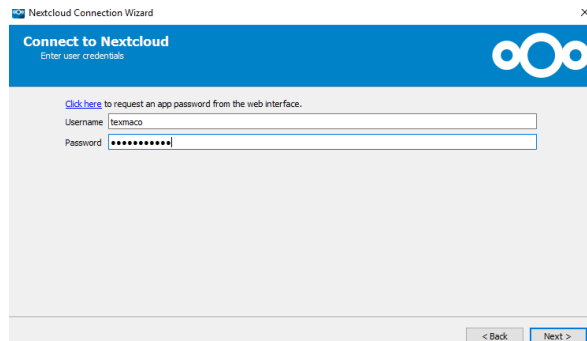 Nextcloud Connection Wizard
Connect to Nextcloud
Enter user credentials
Click here to request an app password from the web interface.
Username texmaco
Password ●●●●●●●●●●●
< Back Next >